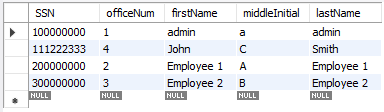 SSN officeNum firstName middleInitial lastName
100000000 1 admin a admin
111222333 4 John C Smith
200000000 2 Employee 1 A Employee 1
300000000 3 Employee 2 B Employee 2
NULL NULL NULL NULL NULL